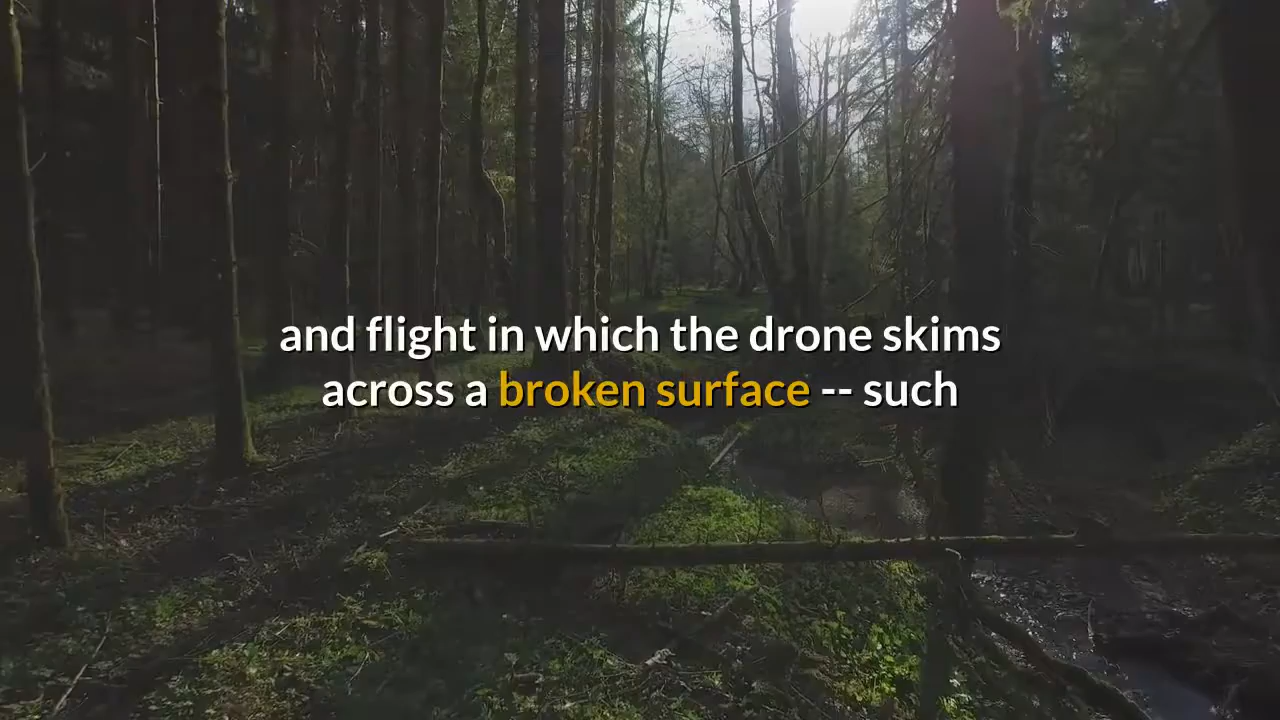 and flight in which the drone skims
across a broken surface -- such